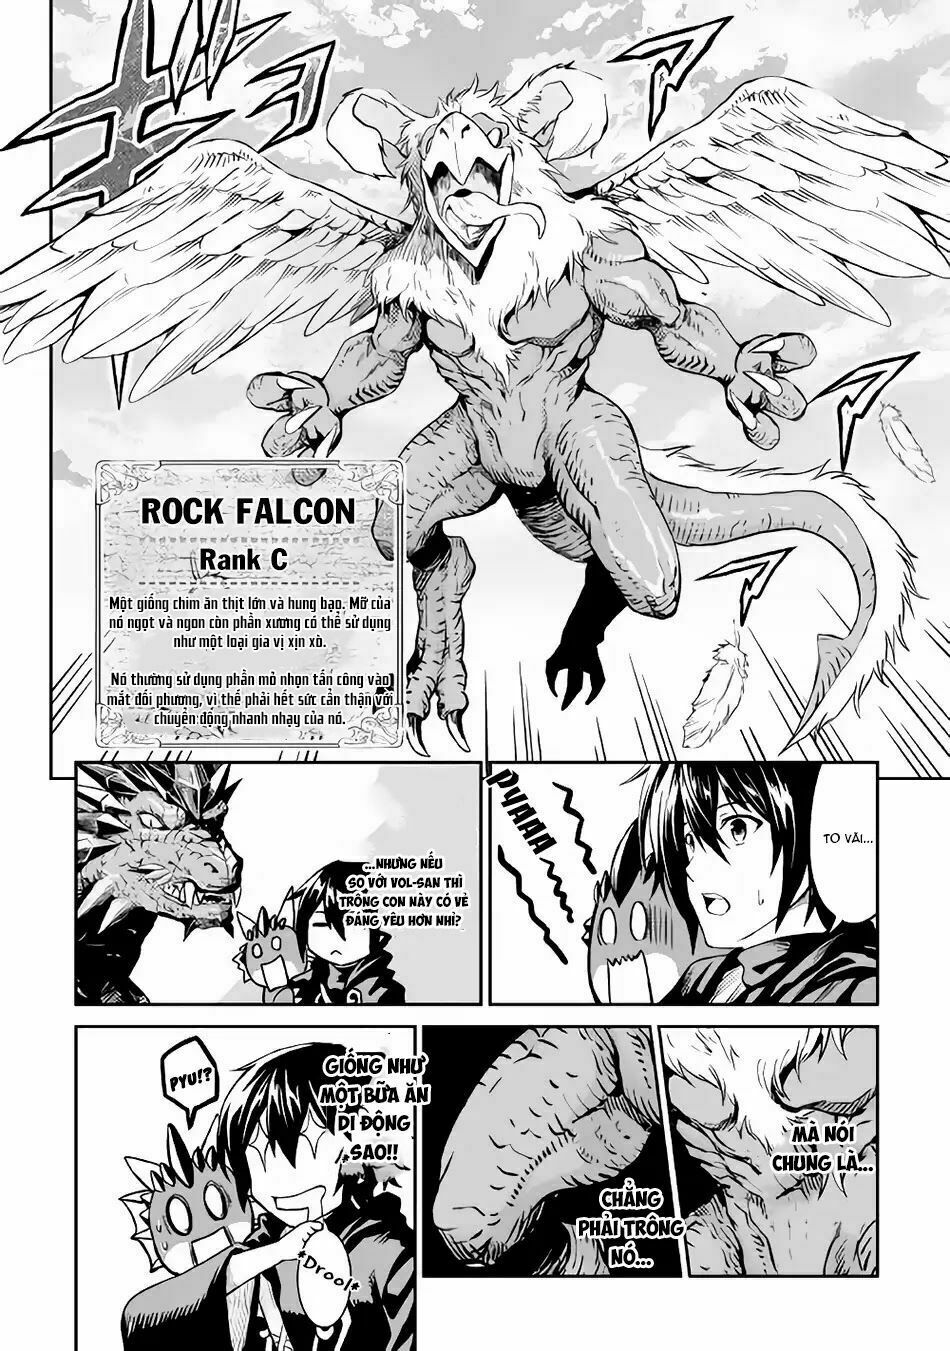 ギョ
ROCK FALCON
Rank C
Một giống chim ăn thịt lớn và hung bạo. Mỡ của
nó ngọt và ngon còn phần xương có thể sử dụng
như một loại gia vị xịn xò.
Nó thường sử dụng phần mỏ nhọn tấn công vào
mắt đối phương, vì thế phải hết sức cẩn thận với
chuyển động nhanh nhạy của nó.
TO VÃI...
PYAAA
...NHƯNG NẾU
SO VỚI VOL-SAN THÌ
TRÔNG CON NÀY CÓ VẺ
ĐÁNG YÊU HƠN NHỈ?
MÀ NÓI
CHUNG LÀ...
CHẲNG
PHẢI TRÔNG
NÓ...
GIỐNG NHƯ
MỘT BỮA ĂN
DI ĐỘNG
SAO!!
PYU!?
*Drool*